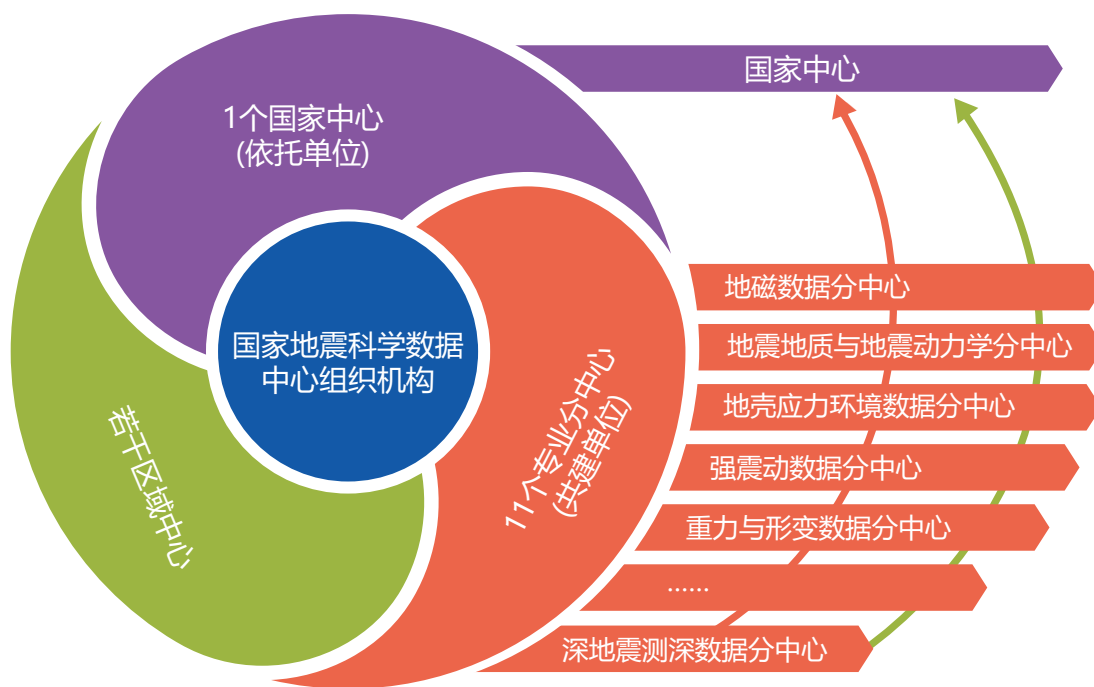 1个国家中心
(依托单位)
国家中心
国家地震科学数据
中心组织机构
若干区域中心
11个专业分中心
(共建单位)
地磁数据分中心
地震地质与地震动力学分中心
地壳应力环境数据分中心
强震动数据分中心
重力与形变数据分中心
......
深地震测深数据分中心